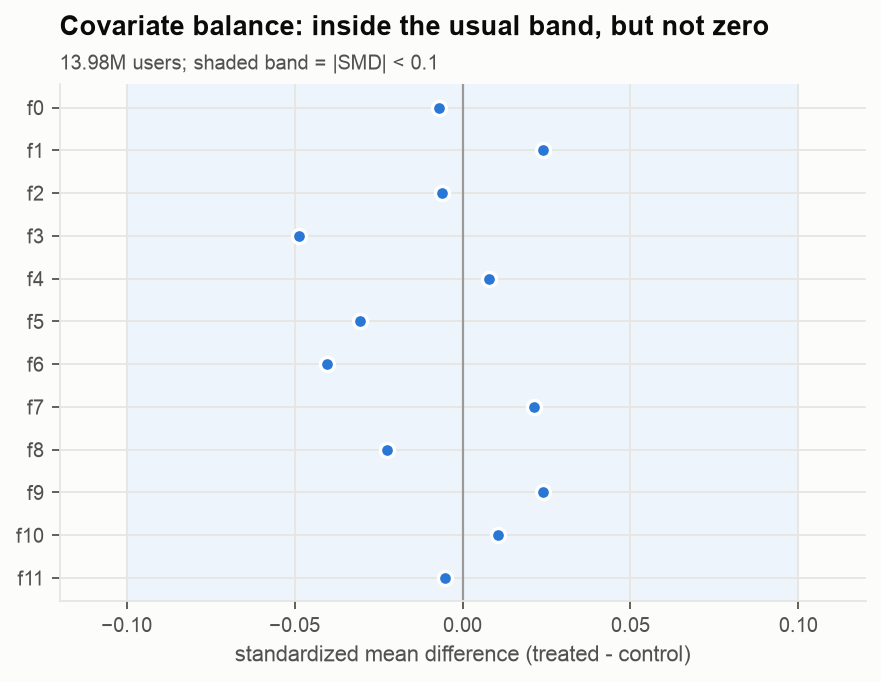 Covariate balance: inside the usual band, but not zero
13.98M users; shaded band = |SMD| < 0.1
f0
f1
f2
f3
f4
f5
f6
f7
f8
f9
f10
f11
−0.10 −0.05 0.00 0.05 0.10
standardized mean difference (treated - control)